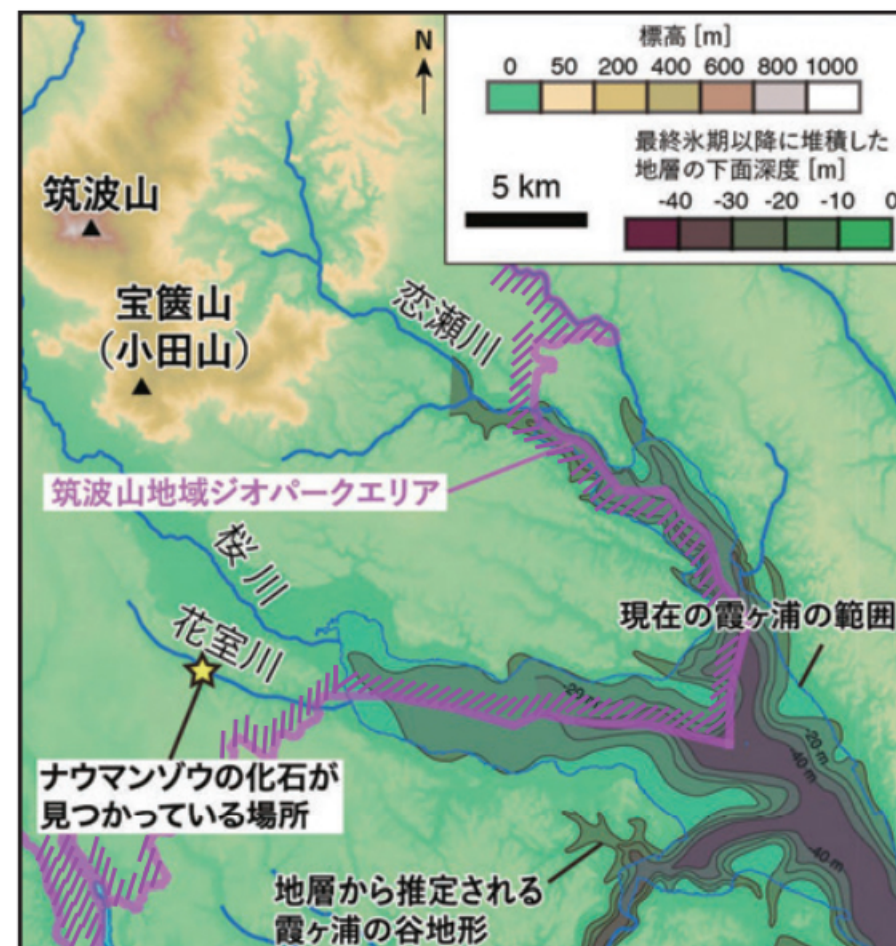 N
標高 [m]
0 50 200 400 600 800 1000
最終氷期以降に堆積した
地層の下面深度 [m]
5 km
-40 -30 -20 -10 0
筑波山
宝篋山
（小田山）
恋瀬川
筑波山地域ジオパークエリア
桜川
花室川
現在の霞ヶ浦の範囲
-20 m
-20 m
-40 m
-40 m
ナウマンゾウの化石が
見つかっている場所
地層から推定される
霞ヶ浦の谷地形